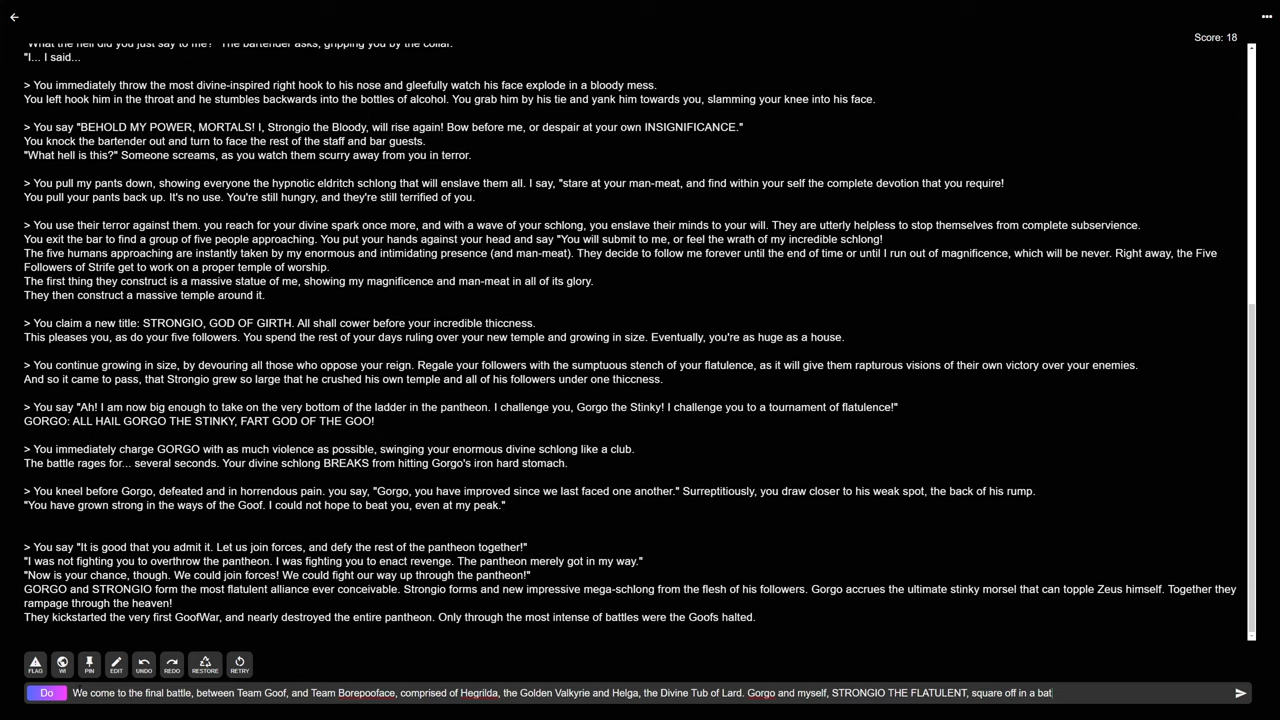 Score: 18
"What the hell did you just say to me?" The bartender asks, gripping you by the collar.
"I... I said...
> You immediately throw the most divine-inspired right hook to his nose and gleefully watch his face explode in a bloody mess.
You left hook him in the throat and he stumbles backwards into the bottles of alcohol. You grab him by his tie and yank him towards you, slamming your knee into his face.
> You say "BEHOLD MY POWER, MORTALS! I, Strongio the Bloody, will rise again! Bow before me, or despair at your own INSIGNIFICANCE."
You knock the bartender out and turn to face the rest of the staff and bar guests.
"What hell is this?" Someone screams, as you watch them scurry away from you in terror.
> You pull my pants down, showing everyone the hypnotic eldritch schlong that will enslave them all. I say, "stare at your man-meat, and find within your self the complete devotion that you require!
You pull your pants back up. It's no use. You're still hungry, and they're still terrified of you.
> You use their terror against them. you reach for your divine spark once more, and with a wave of your schlong, you enslave their minds to your will. They are utterly helpless to stop themselves from complete subservience.
You exit the bar to find a group of five people approaching. You put your hands against your head and say "You will submit to me, or feel the wrath of my incredible schlong!
The five humans approaching are instantly taken by my enormous and intimidating presence (and man-meat). They decide to follow me forever until the end of time or until I run out of magnificence, which will be never. Right away, the Five
Followers of Strife get to work on a proper temple of worship.
The first thing they construct is a massive statue of me, showing my magnificence and man-meat in all of its glory.
They then construct a massive temple around it.
> You claim a new title: STRONGIO, GOD OF GIRTH. All shall cower before your incredible thiccness.
This pleases you, as do your five followers. You spend the rest of your days ruling over your new temple and growing in size. Eventually, you're as huge as a house.
> You continue growing in size, by devouring all those who oppose your reign. Regale your followers with the sumptuous stench of your flatulence, as it will give them rapturous visions of their own victory over your enemies.
And so it came to pass, that Strongio grew so large that he crushed his own temple and all of his followers under one thiccness.
> You say "Ah! I am now big enough to take on the very bottom of the ladder in the pantheon. I challenge you, Gorgo the Stinky! I challenge you to a tournament of flatulence!"
GORGO: ALL HAIL GORGO THE STINKY, FART GOD OF THE GOO!
> You immediately charge GORGO with as much violence as possible, swinging your enormous divine schlong like a club.
The battle rages for... several seconds. Your divine schlong BREAKS from hitting Gorgo's iron hard stomach.
> You kneel before Gorgo, defeated and in horrendous pain. you say, "Gorgo, you have improved since we last faced one another." Surreptitiously, you draw closer to his weak spot, the back of his rump.
"You have grown strong in the ways of the Goof. I could not hope to beat you, even at my peak."
> You say "It is good that you admit it. Let us join forces, and defy the rest of the pantheon together!"
"I was not fighting you to overthrow the pantheon. I was fighting you to enact revenge. The pantheon merely got in my way."
"Now is your chance, though. We could join forces! We could fight our way up through the pantheon!"
GORGO and STRONGIO form the most flatulent alliance ever conceivable. Strongio forms and new impressive mega-schlong from the flesh of his followers. Gorgo accrues the ultimate stinky morsel that can topple Zeus himself. Together they
rampage through the heaven!
They kickstarted the very first GoofWar, and nearly destroyed the entire pantheon. Only through the most intense of battles were the Goofs halted.
FLAG WI PIN EDIT UNDO REDO RESTORE RETRY
Do We come to the final battle, between Team Goof, and Team Borepooface, comprised of Hegrilda, the Golden Valkyrie and Helga, the Divine Tub of Lard. Gorgo and myself, STRONGIO THE FLATULENT, square off in a bat